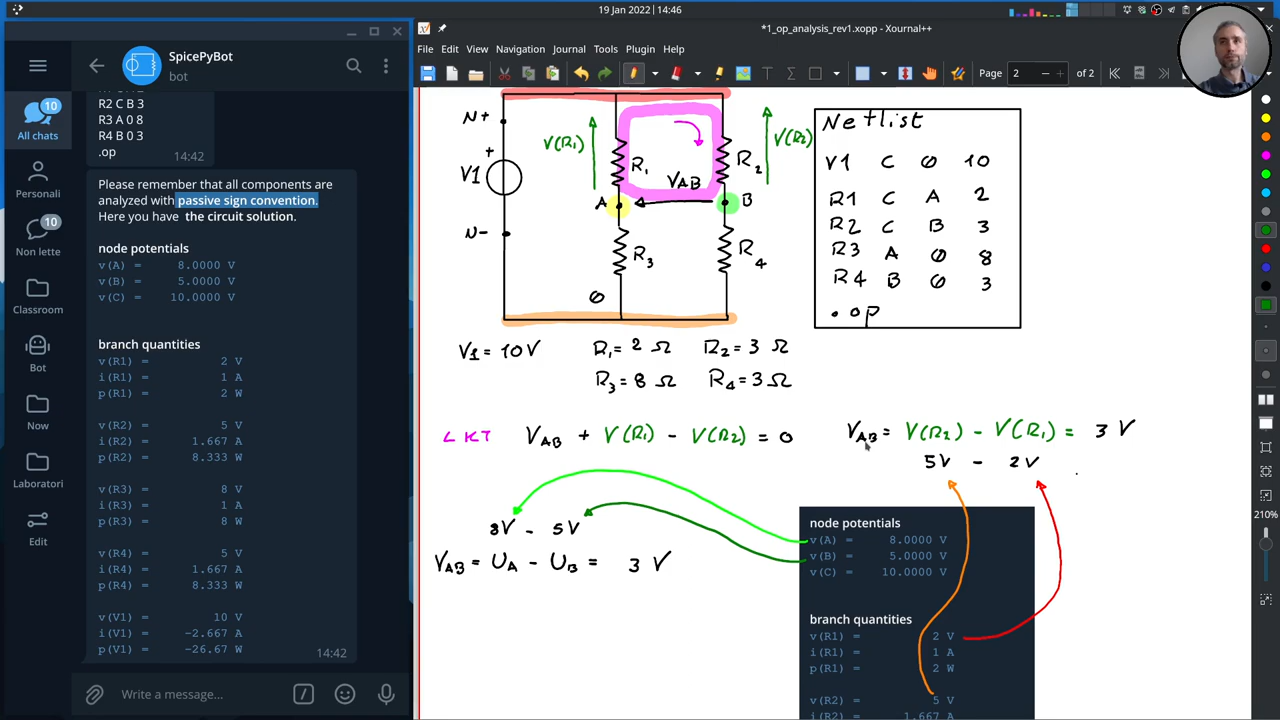 19 Jan 2022 | 14:46
SpicePyBot
bot
10
All chats
Personali
10
Non lette
Classroom
Bot
Now
Laboratori
Edit
R2 C B 3
R3 A 0 8
R4 B 0 3
.op
14:42
Please remember that all components are
analyzed with passive sign convention.
Here you have the circuit solution.
node potentials
v(A) = 8.0000 V
v(B) = 5.0000 V
v(C) = 10.0000 V
branch quantities
v(R1) = 2 V
i(R1) = 1 A
p(R1) = 2 W
v(R2) = 5 V
i(R2) = 1.667 A
p(R2) = 8.333 W
v(R3) = 8 V
i(R3) = 1 A
p(R3) = 8 W
v(R4) = 5 V
i(R4) = 1.667 A
p(R4) = 8.333 W
v(V1) = 10 V
i(V1) = -2.667 A
p(V1) = -26.67 W
14:42
Write a message...
*1_op_analysis_rev1.xopp - Xournal++
File Edit View Navigation Journal Tools Plugin Help
Page 2 of 2
210%
N+
V(R1)
V(R2)
+
V1
R1
R2
VAB
A
B
N-
R3
R4
0
Netlist
V1 C 0 10
R1 C A 2
R2 C B 3
R3 A 0 8
R4 B 0 3
.op
V1 = 10V R1 = 2 Ω R2 = 3 Ω
R3 = 8 Ω R4 = 3 Ω
LKT VAB + V(R1) - V(R2) = 0
VAB = V(R2) - V(R1) = 3 V
5V - 2V
8V - 5V
VAB = UA - UB = 3 V
node potentials
v(A) = 8.0000 V
v(B) = 5.0000 V
v(C) = 10.0000 V
branch quantities
v(R1) = 2 V
i(R1) = 1 A
p(R1) = 2 W
v(R2) = 5 V
i(R2) = 1.667 A